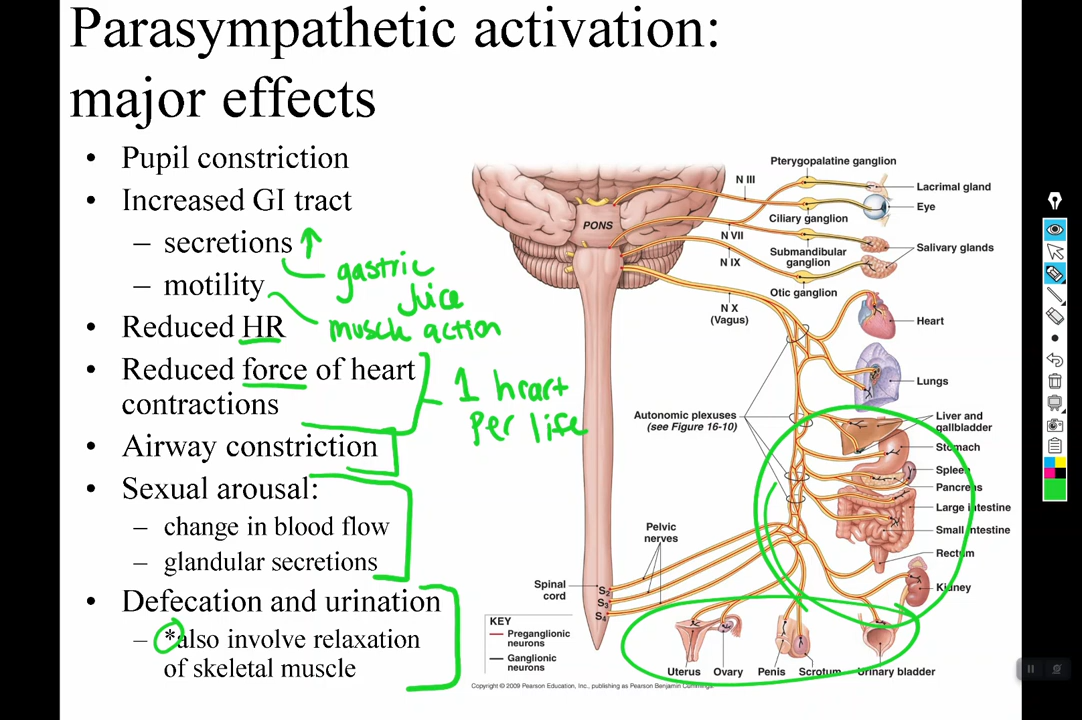 Parasympathetic activation:
major effects
• Pupil constriction
• Increased GI tract
– secretions ↑
gastric
Juice
– motility
muscle action
• Reduced HR
• Reduced force of heart
contractions
1 heart
per life
• Airway constriction
• Sexual arousal:
– change in blood flow
– glandular secretions
• Defecation and urination
– *also involve relaxation
of skeletal muscle
PONS
N III
N VII
N IX
N X
(Vagus)
Pterygopalatine ganglion
Ciliary ganglion
Submandibular
ganglion
Otic ganglion
Lacrimal gland
Eye
Salivary glands
Heart
Lungs
Autonomic plexuses
(see Figure 16-10)
Liver and
gallbladder
Stomach
Spleen
Pancreas
Large intestine
Small intestine
Rectum
Kidney
Pelvic
nerves
Spinal
cord
S2
S3
S4
KEY
Preganglionic
neurons
Ganglionic
neurons
Uterus
Ovary
Penis
Scrotum
Urinary bladder
Copyright © 2009 Pearson Education, Inc., publishing as Pearson Benjamin Cummings